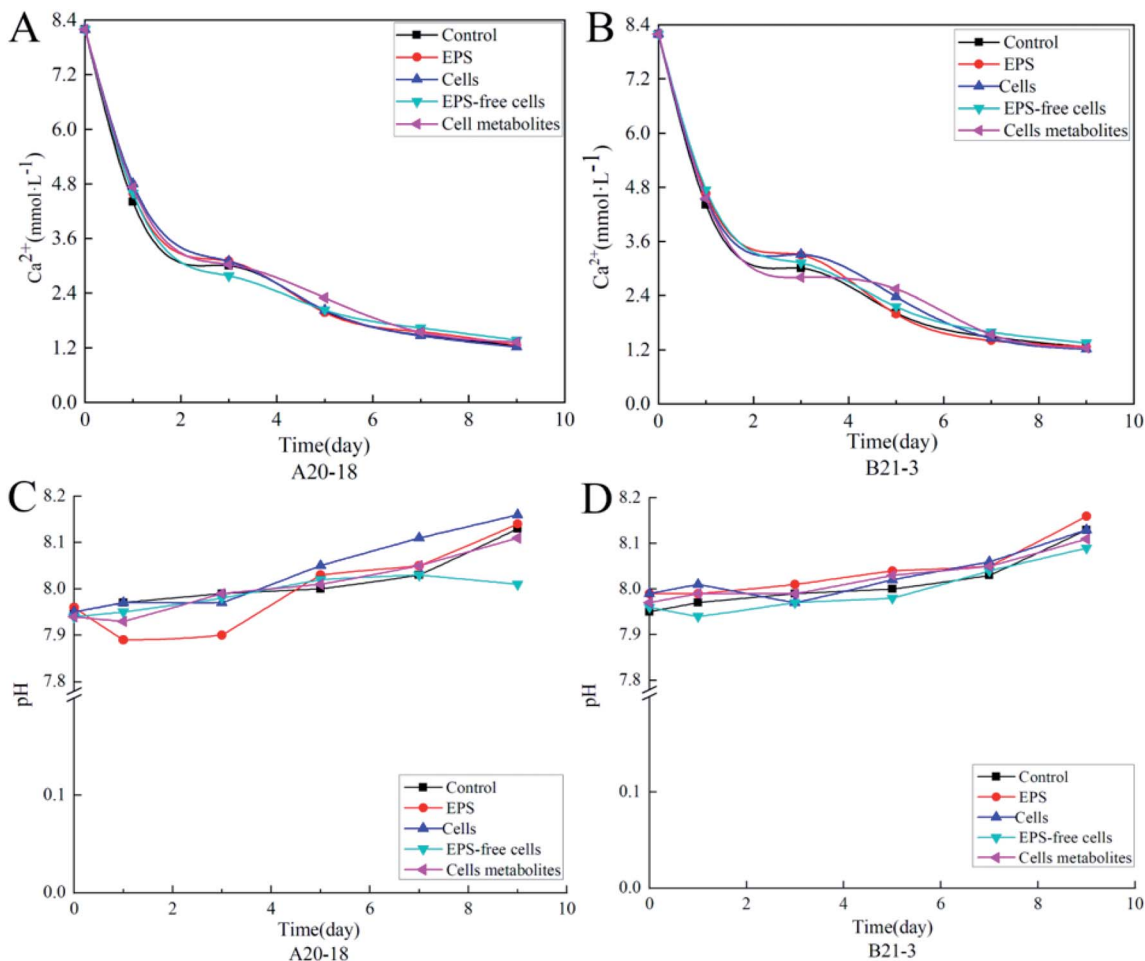 A
8.4
7.2
6.0
4.8
3.6
2.4
1.2
0.0
Ca2+(mmol·L-1)
Control
EPS
Cells
EPS-free cells
Cell metabolites
0 2 4 6 8 10
Time(day)
A20-18
B
8.4
7.2
6.0
4.8
3.6
2.4
1.2
0.0
Ca2+(mmol·L-1)
Control
EPS
Cells
EPS-free cells
Cells metabolites
0 2 4 6 8 10
Time(day)
B21-3
C
8.2
8.1
8.0
7.9
7.8
0.1
0.0
pH
Control
EPS
Cells
EPS-free cells
Cells metabolites
0 2 4 6 8 10
Time(day)
A20-18
D
8.2
8.1
8.0
7.9
7.8
0.1
0.0
pH
Control
EPS
Cells
EPS-free cells
Cells metabolites
0 2 4 6 8 10
Time(day)
B21-3